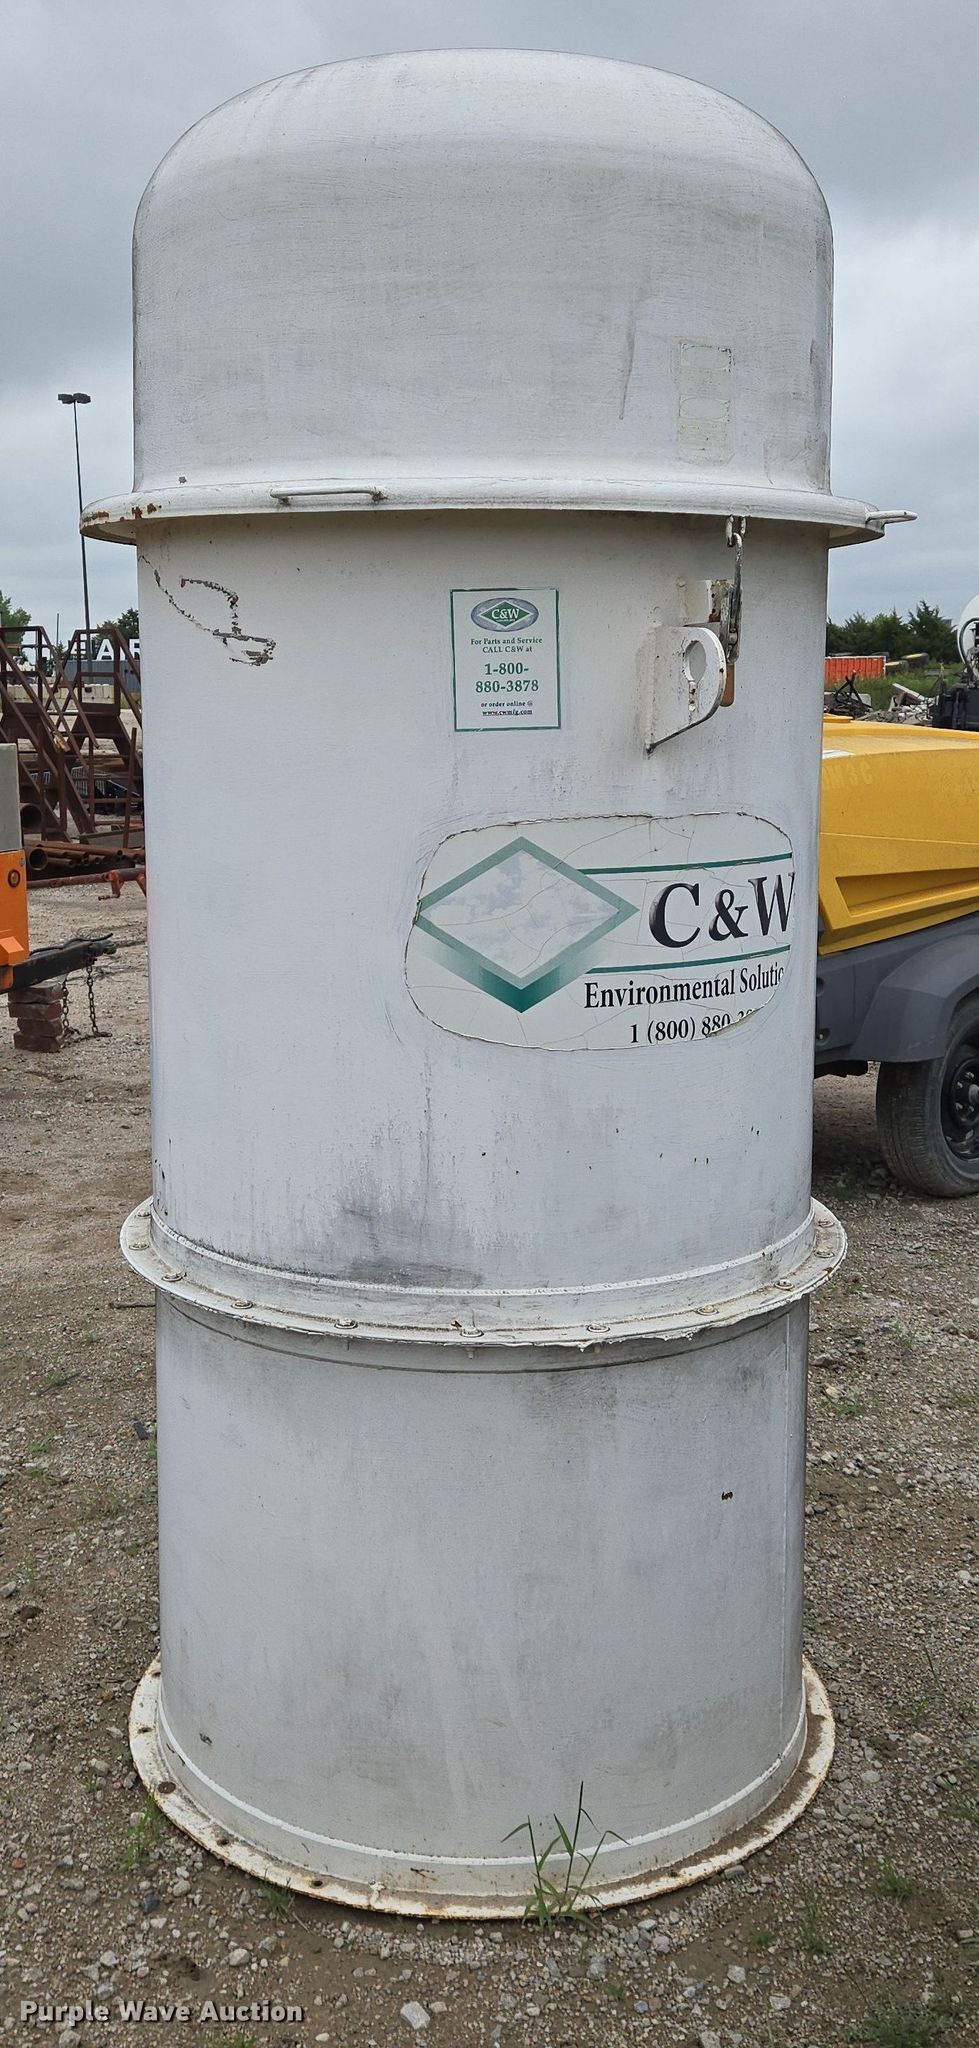 C&W
For Parts and Service
CALL C&W at
1-800-
880-3878
or order online @
www.cwmfg.com
C&W
Environmental Solutio
1 (800) 880
Purple Wave Auction